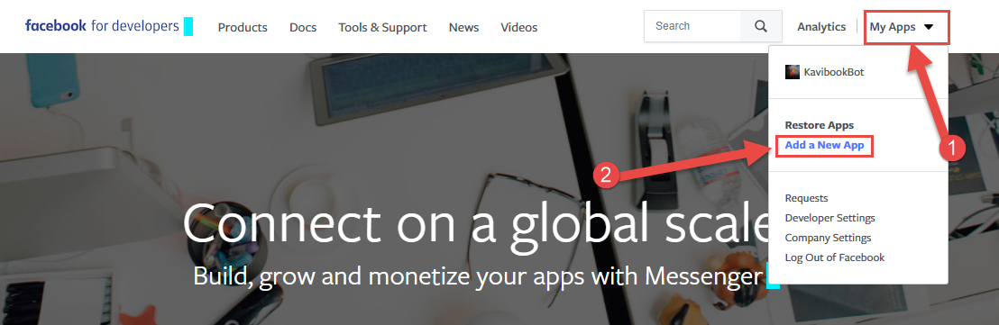 facebook for developers
Products Docs Tools & Support News Videos
Search
Analytics
My Apps
KavibookBot
Restore Apps
Add a New App
1
2
Requests
Developer Settings
Company Settings
Log Out of Facebook
Connect on a global scale
Build, grow and monetize your apps with Messenger